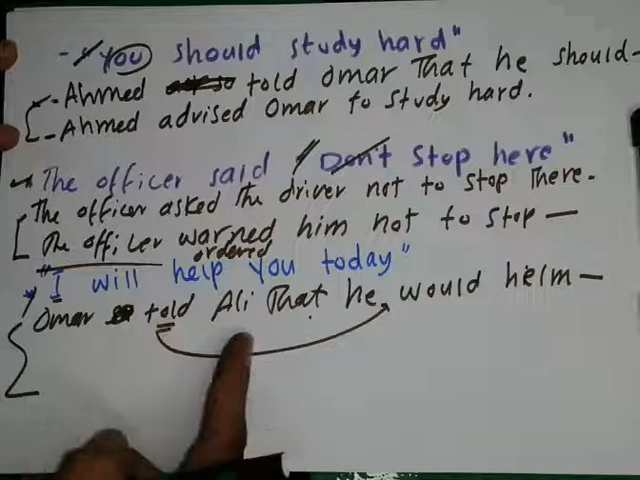 - "You should study hard"
- Ahmed told Omar That he should-
- Ahmed advised Omar to study hard.
The officer said "Don't Stop here"
The officer asked The driver not to stop There.
The officer warned him not to stop -
ordered
"I will help you today"
Omar told Ali That he would helm -